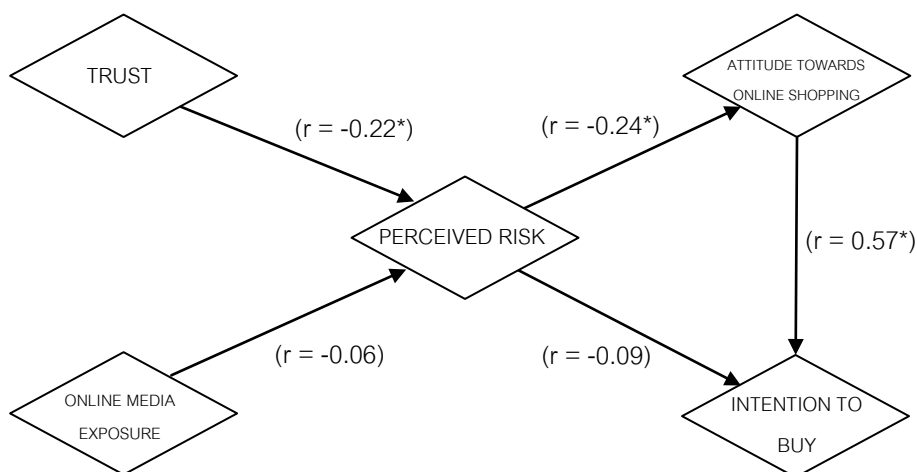 TRUST
ATTITUDE TOWARDS
ONLINE SHOPPING
(r = -0.22*)
(r = -0.24*)
PERCEIVED RISK
(r = 0.57*)
(r = -0.06)
(r = -0.09)
ONLINE MEDIA
EXPOSURE
INTENTION TO
BUY